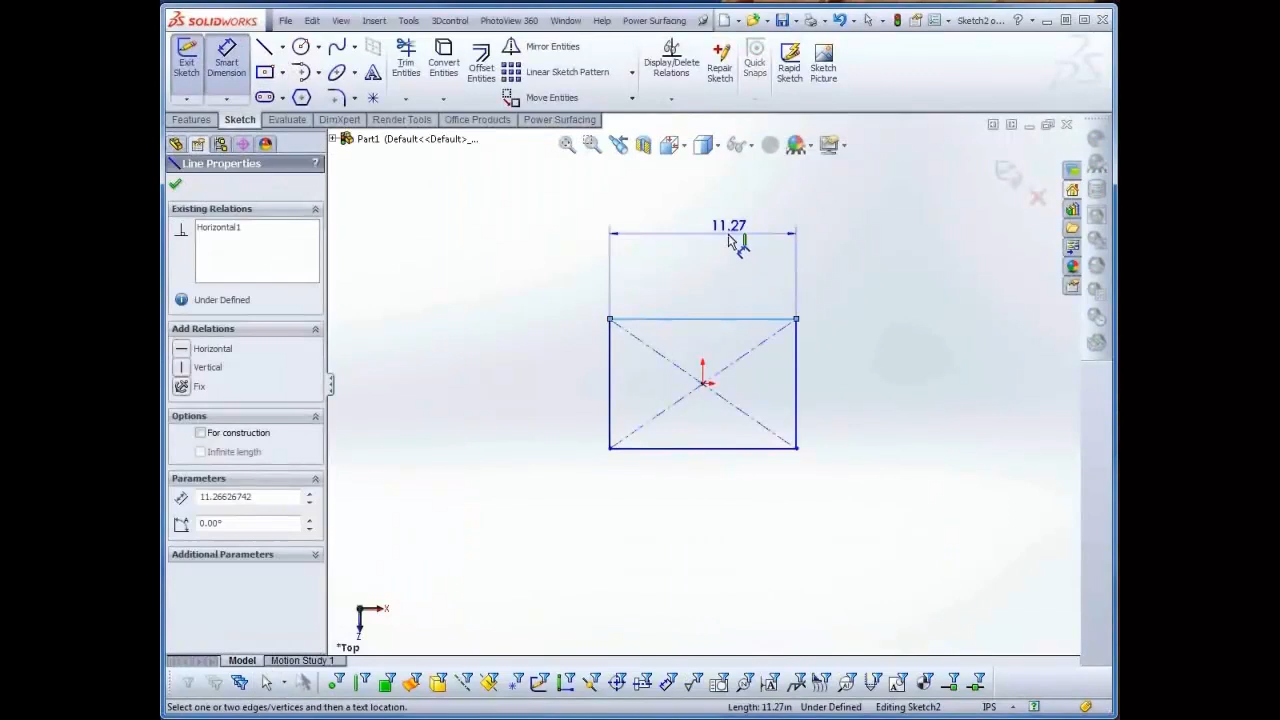 SOLIDWORKS File Edit View Insert Tools 3Dcontrol PhotoView 360 Window Help Power Surfacing Sketch2 o...
Exit Sketch
Smart Dimension
Trim Entities
Convert Entities
Offset Entities
Mirror Entities
Linear Sketch Pattern
Move Entities
Display/Delete Relations
Repair Sketch
Quick Snaps
Rapid Sketch
Sketch Picture
Features Sketch Evaluate DimXpert Render Tools Office Products Power Surfacing
Part1 (Default<<Default>_...
Line Properties ?
Existing Relations
Horizontal1
Under Defined
Add Relations
Horizontal
Vertical
Fix
Options
For construction
Infinite length
Parameters
11.26626742
0.00°
Additional Parameters
11.27
X
Z
*Top
Model Motion Study 1
Select one or two edges/vertices and then a text location. Length: 11.27in Under Defined Editing Sketch2 IPS